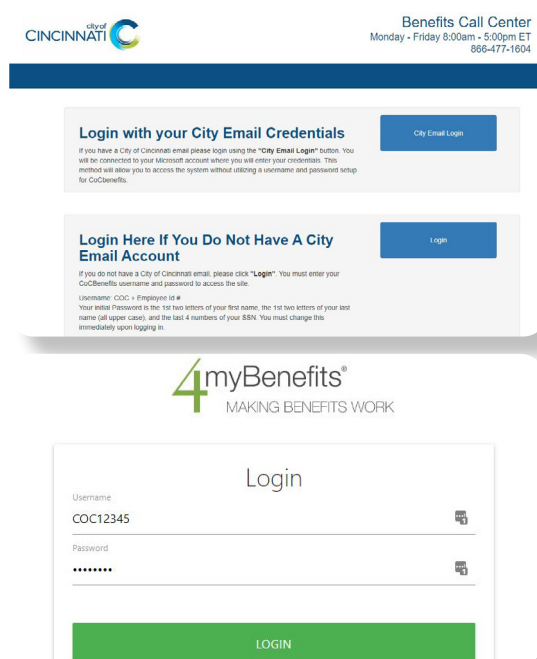 city of
CINCINNATI
Benefits Call Center
Monday - Friday 8:00am - 5:00pm ET
866-477-1604
Login with your City Email Credentials
City Email Login
If you have a City of Cincinnati email please login using the "City Email Login" button. You
will be connected to your Microsoft account where you will enter your credentials. This
method will allow you to access the system without utilizing a username and password setup
for CoCbenefits.
Login Here If You Do Not Have A City
Email Account
Login
If you do not have a City of Cincinnati email, please click "Login". You must enter your
CoCBenefits username and password to access the site.
Username: COC + Employee Id #
Your initial Password is the 1st two letters of your first name, the 1st two letters of your last
name (all upper case), and the last 4 numbers of your SSN. You must change this
immediately upon logging in.
4myBenefits®
MAKING BENEFITS WORK
Login
Username
COC12345
1
Password
••••••••
1
LOGIN